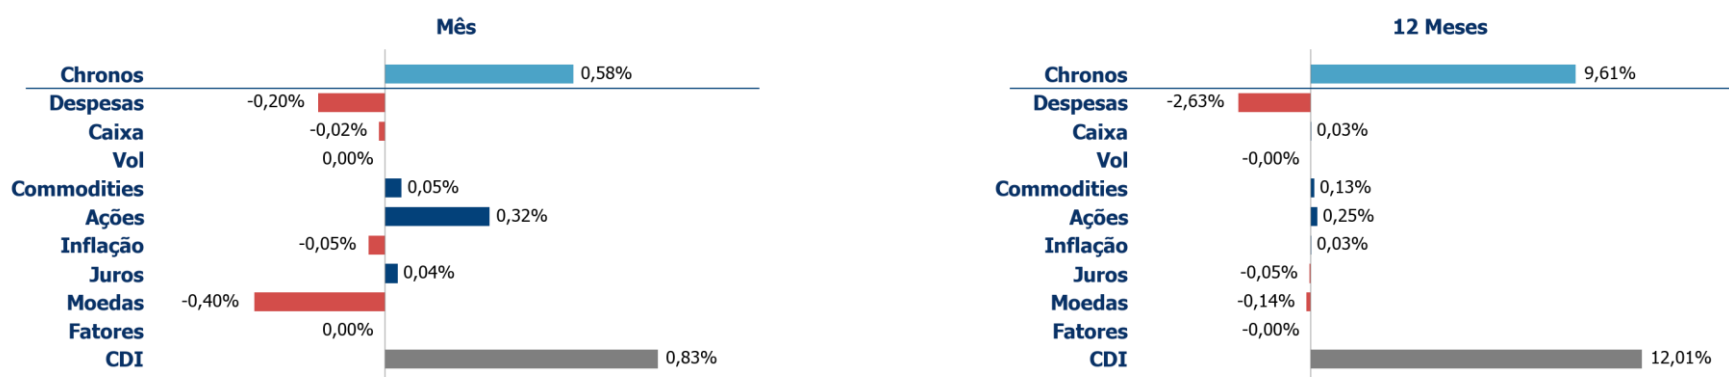 Mês
Chronos 0,58%
Despesas -0,20%
Caixa -0,02%
Vol 0,00%
Commodities 0,05%
Ações 0,32%
Inflação -0,05%
Juros 0,04%
Moedas -0,40%
Fatores 0,00%
CDI 0,83%
12 Meses
Chronos 9,61%
Despesas -2,63%
Caixa 0,03%
Vol -0,00%
Commodities 0,13%
Ações 0,25%
Inflação 0,03%
Juros -0,05%
Moedas -0,14%
Fatores -0,00%
CDI 12,01%